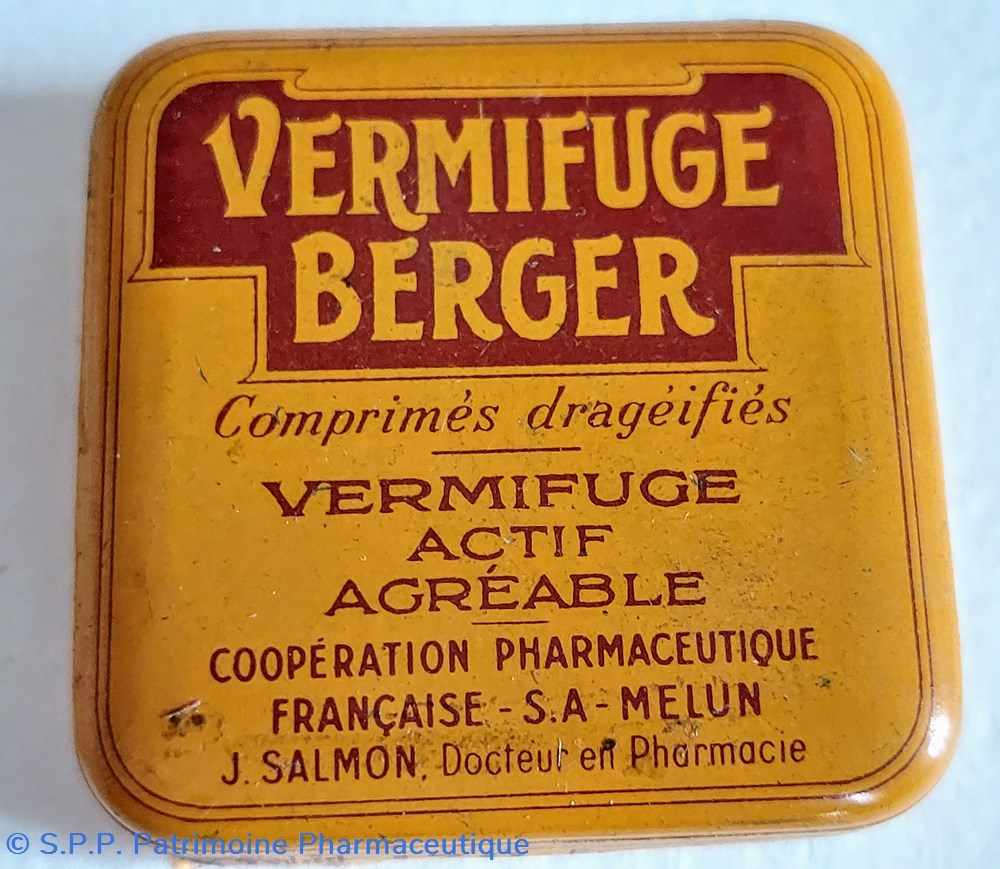 VERMIFUGE
BERGER
Comprimés dragéifiés
VERMIFUGE
ACTIF
AGRÉABLE
COOPÉRATION PHARMACEUTIQUE
FRANÇAISE - S.A - MELUN
J. SALMON, Docteur en Pharmacie
© S.P.P. Patrimoine Pharmaceutique